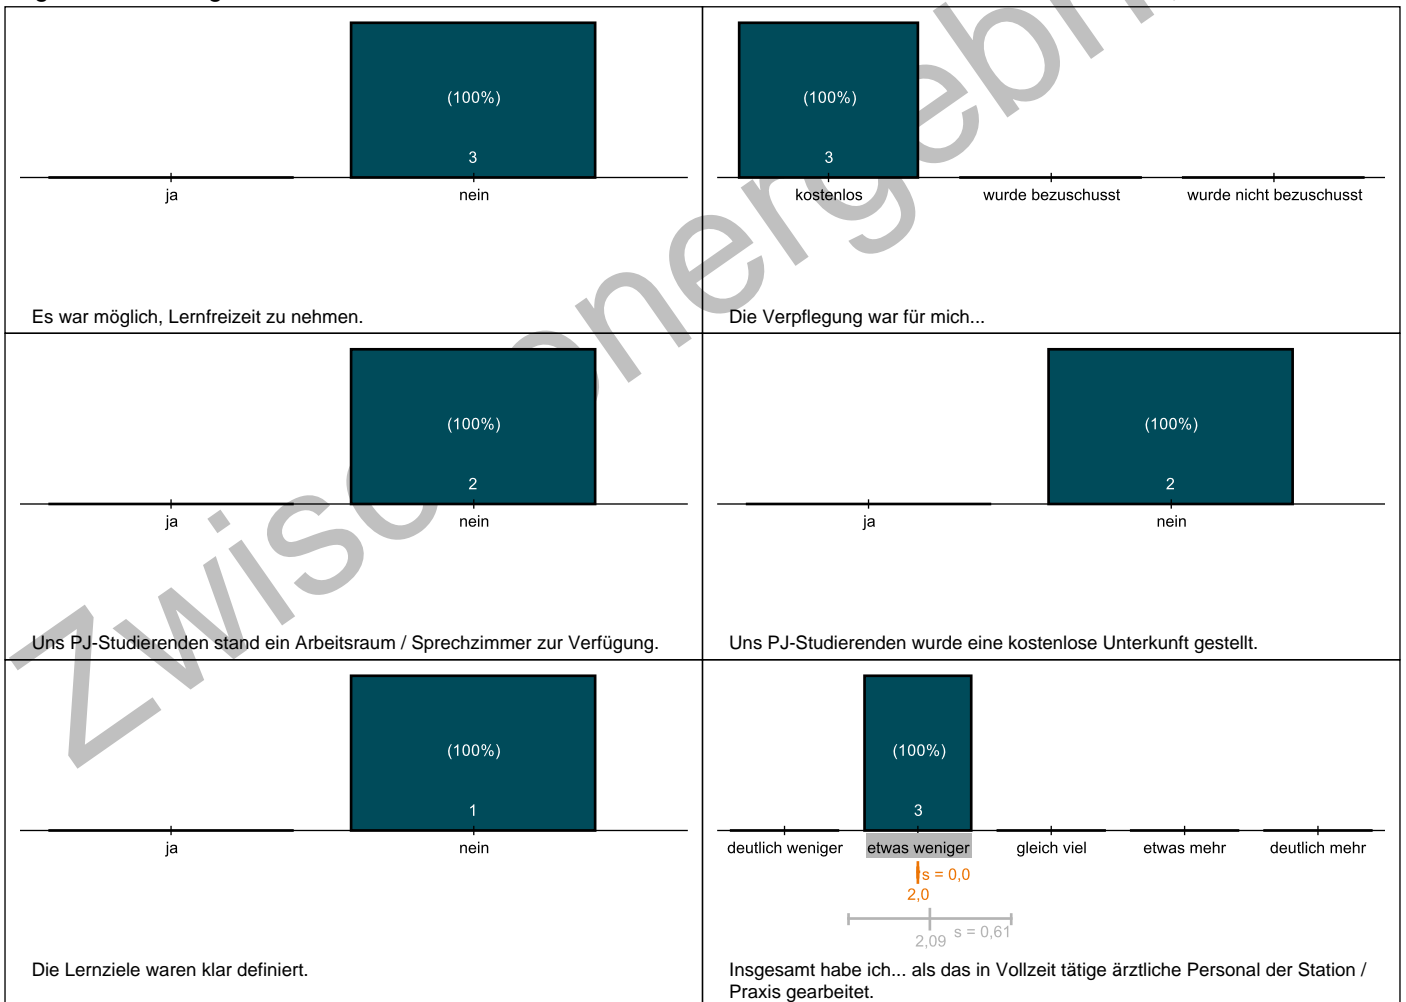 (100%)
3
ja
nein
Es war möglich, Lernfreizeit zu nehmen.
(100%)
3
kostenlos
wurde bezuschusst
wurde nicht bezuschusst
Die Verpflegung war für mich...
(100%)
2
ja
nein
Uns PJ-Studierenden stand ein Arbeitsraum / Sprechzimmer zur Verfügung.
(100%)
2
ja
nein
Uns PJ-Studierenden wurde eine kostenlose Unterkunft gestellt.
(100%)
1
ja
nein
Die Lernziele waren klar definiert.
(100%)
3
deutlich weniger
etwas weniger
gleich viel
etwas mehr
deutlich mehr
s = 0,0
2,0
2,09
s = 0,61
Insgesamt habe ich... als das in Vollzeit tätige ärztliche Personal der Station /
Praxis gearbeitet.